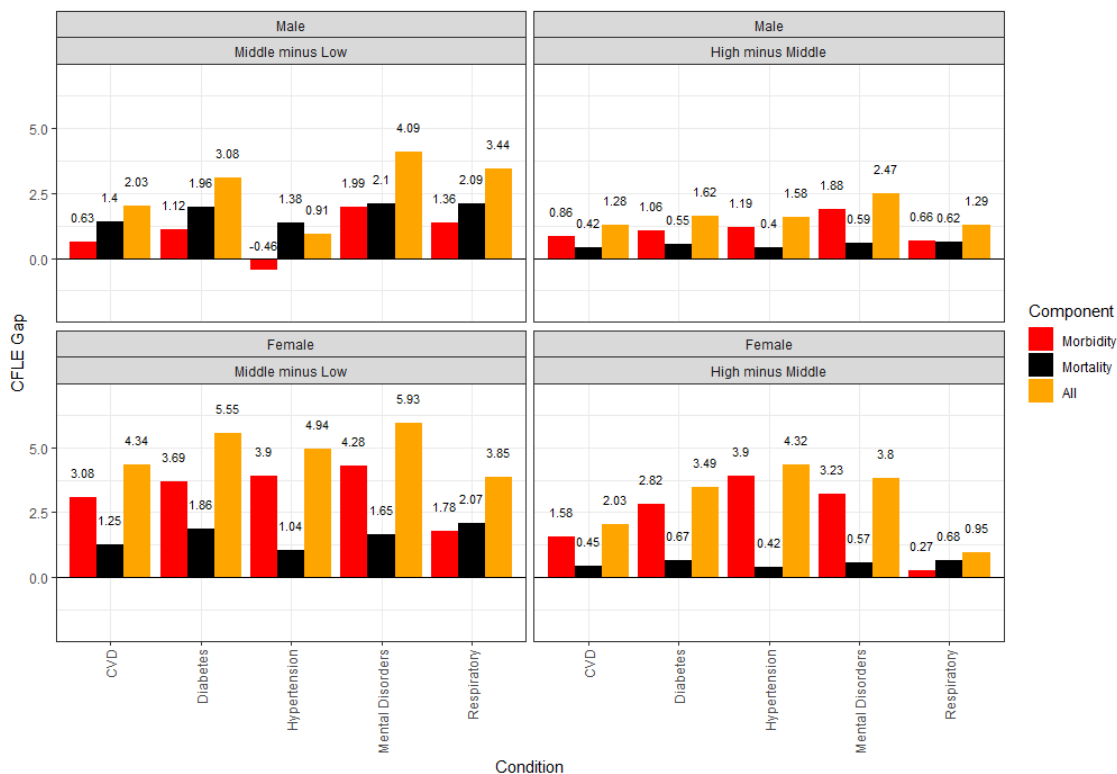 Male
Male
Middle minus Low
High minus Middle
5.0
2.5
0.0
0.63
1.4
2.03
1.12
1.96
3.08
-0.46
1.38
0.91
1.99
2.1
4.09
1.36
2.09
3.44
0.86
0.42
1.28
1.06
0.55
1.62
1.19
0.4
1.58
1.88
0.59
2.47
0.66
0.62
1.29
CFLE Gap
Female
Female
Middle minus Low
High minus Middle
5.0
2.5
0.0
3.08
1.25
4.34
3.69
1.86
5.55
3.9
1.04
4.94
4.28
1.65
5.93
1.78
2.07
3.85
1.58
0.45
2.03
2.82
0.67
3.49
3.9
0.42
4.32
3.23
0.57
3.8
0.27
0.68
0.95
CVD
Diabetes
Hypertension
Mental Disorders
Respiratory
CVD
Diabetes
Hypertension
Mental Disorders
Respiratory
Condition
Component
Morbidity
Mortality
All